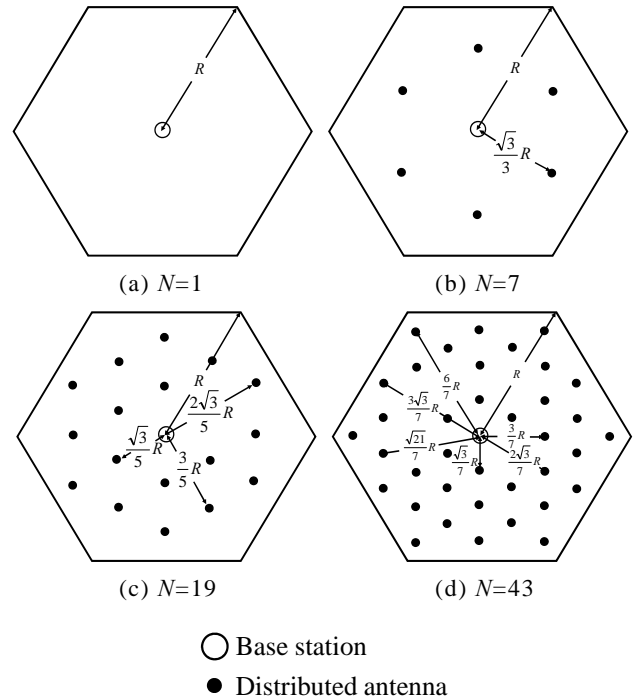 R
R
√3/3 R
(a) N=1
(b) N=7
R
2√3/5 R
√3/5 R
3/5 R
R
6/7 R
3√3/7 R
√21/7 R
√3/7 R
3/7 R
2√3/7 R
(c) N=19
(d) N=43
Base station
Distributed antenna